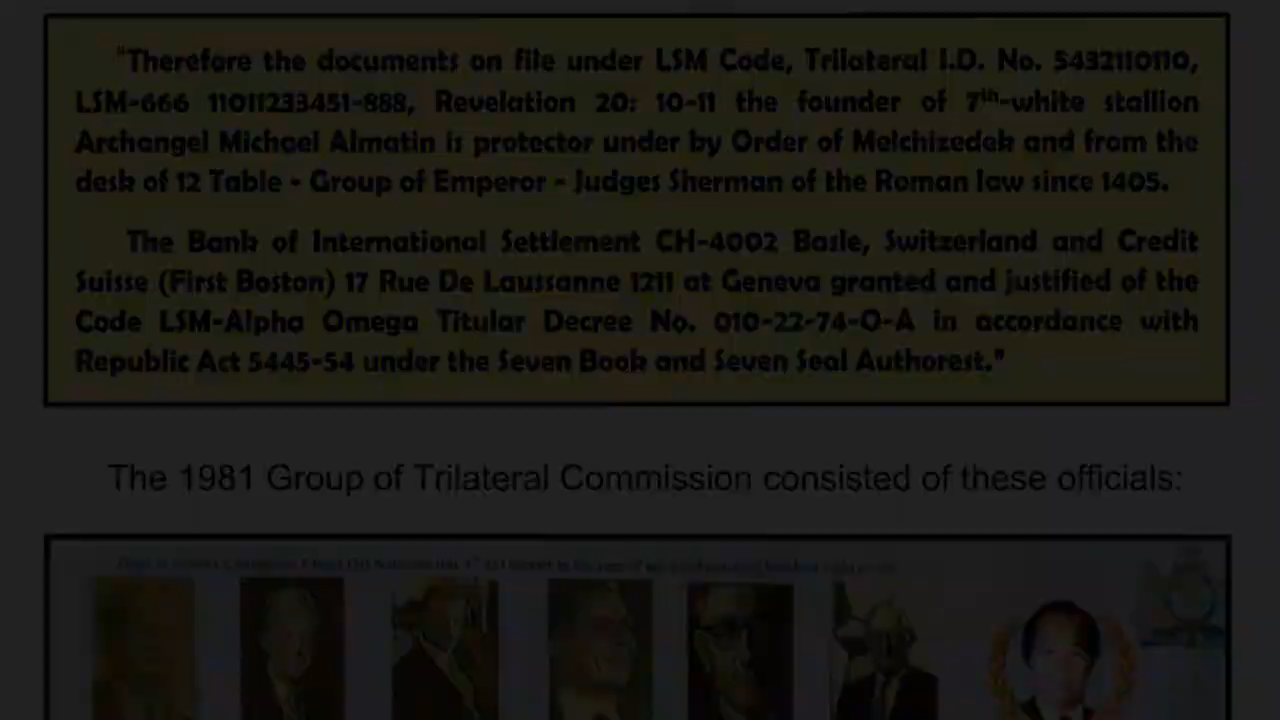 "Therefore the documents on file under LSM Code, Trilateral I.D. No. 5432110110,
LSM-666 11011233451-888, Revelation 20: 10-11 the founder of 7th-white stallion
Archangel Michael Almatin is protector under by Order of Melchizedek and from the
desk of 12 Table - Group of Emperor - Judges Sherman of the Roman law since 1405.
The Bank of International Settlement CH-4002 Basle, Switzerland and Credit
Suisse (First Boston) 17 Rue De Laussanne 1211 at Geneva granted and justified of the
Code LSM-Alpha Omega Titular Decree No. 010-22-74-O-A in accordance with
Republic Act 5445-54 under the Seven Book and Seven Seal Authorest."
The 1981 Group of Trilateral Commission consisted of these officials: